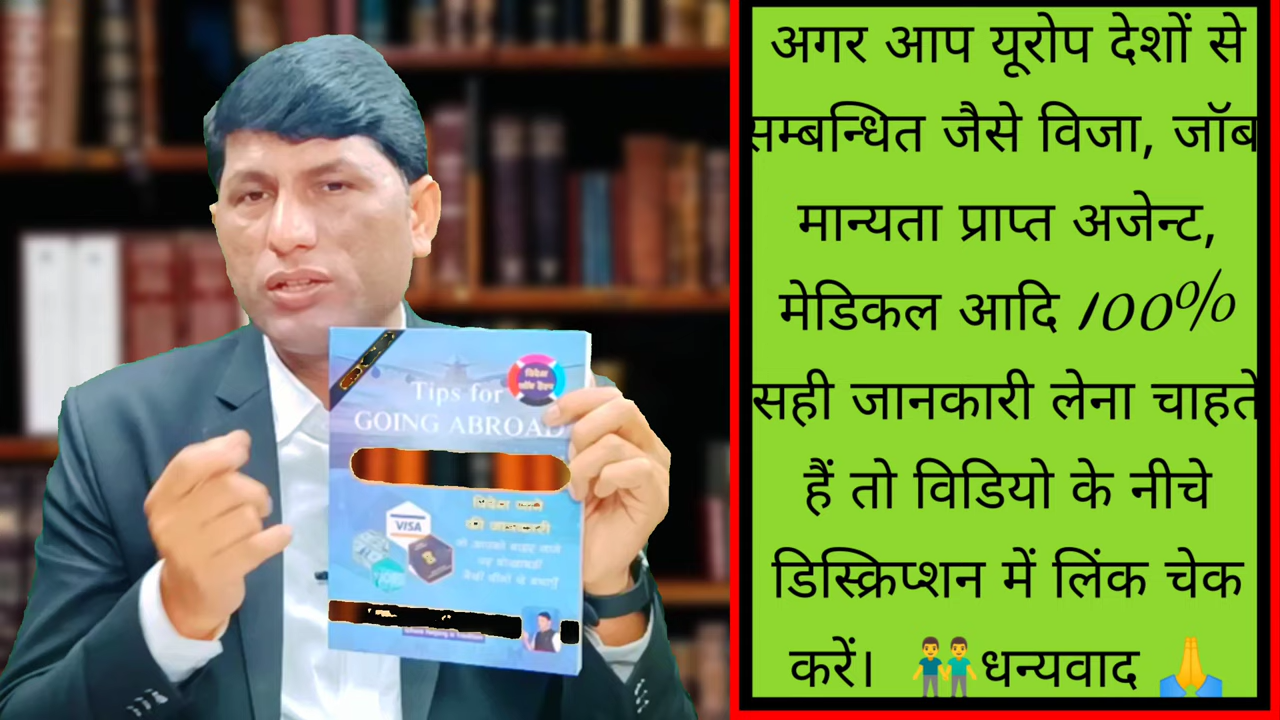 Tips for
GOING ABROAD
विदेश
VISA
अगर आप यूरोप देशों से
सम्बन्धित जैसे विजा, जॉब
मान्यता प्राप्त अजेन्ट,
मेडिकल आदि 100%
सही जानकारी लेना चाहते
हैं तो विडियो के नीचे
डिस्क्रिप्शन में लिंक चेक
करें। 👬धन्यवाद 🙏